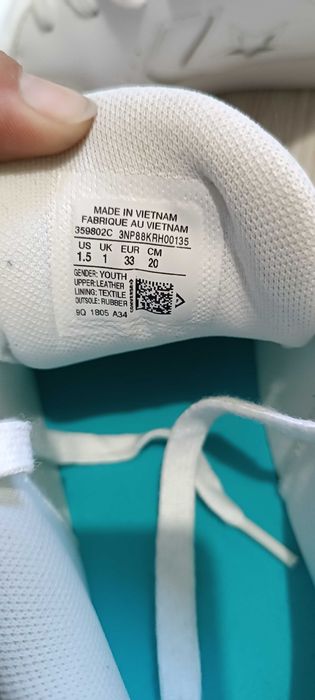 MADE IN VIETNAM
FABRIQUE AU VIETNAM
359802C 3NP88KRH00135
US UK EUR CM
1.5 1 33 20
GENDER: YOUTH
UPPER:LEATHER
LINING: TEXTILE
OUTSOLE: RUBBER
CONVERSE
9Q 1805 A34